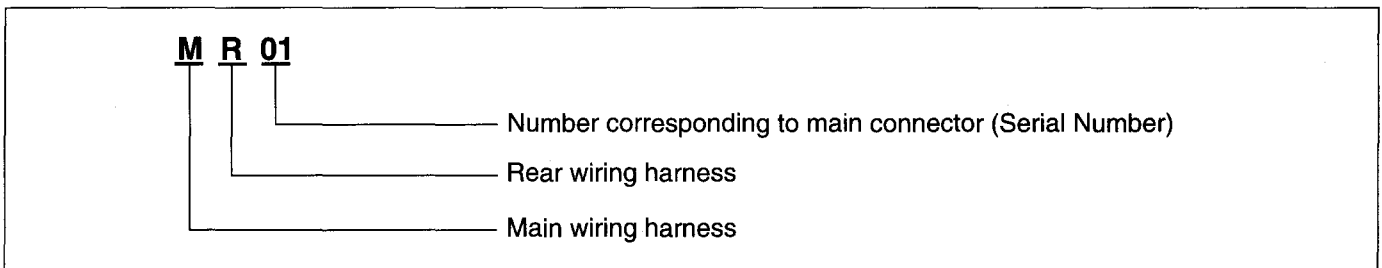 M R 01
Number corresponding to main connector (Serial Number)
Rear wiring harness
Main wiring harness